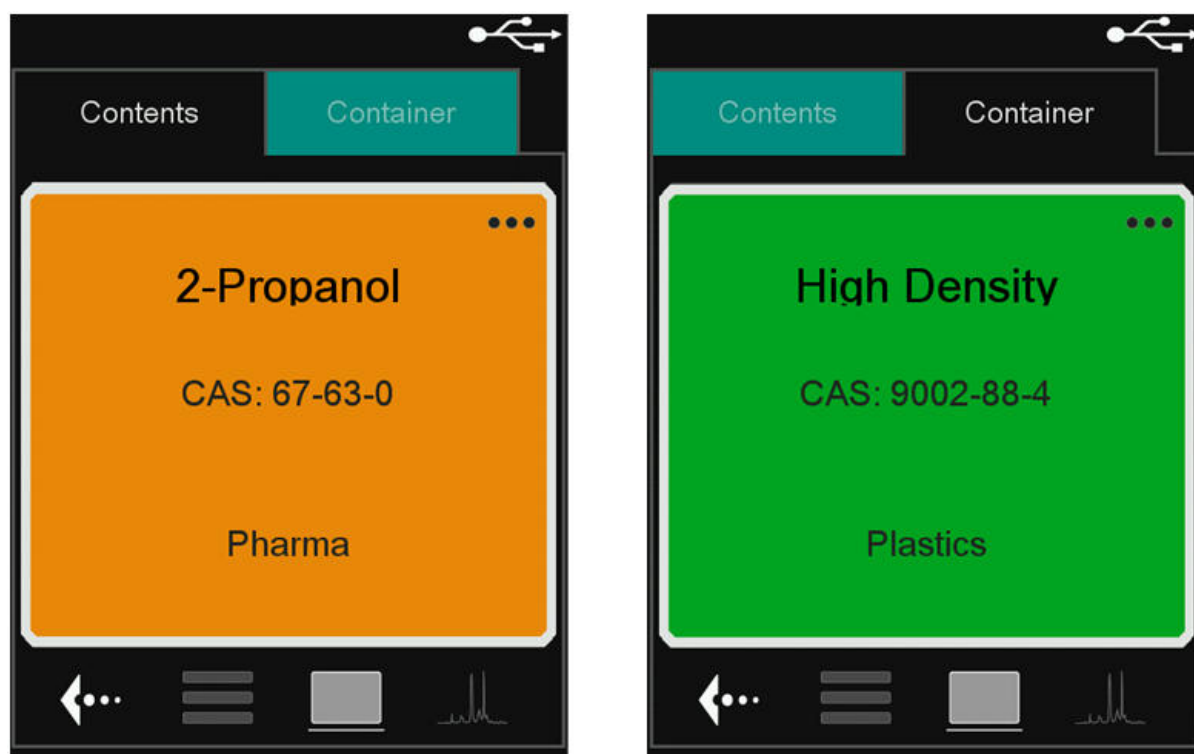 Contents
Container
2-Propanol
CAS: 67-63-0
Pharma
Contents
Container
High Density
CAS: 9002-88-4
Plastics